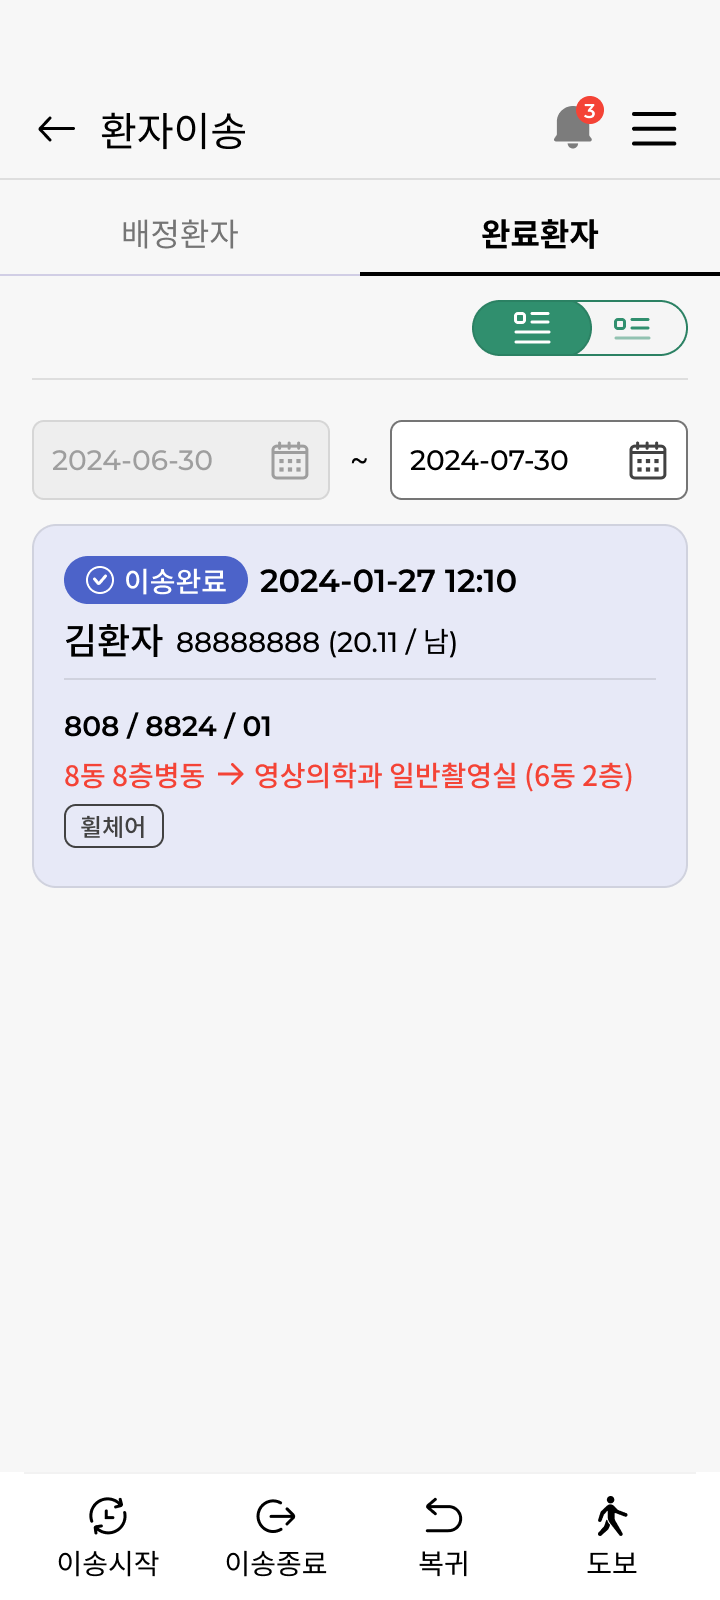 환자이송
3
배정환자
완료환자
2024-06-30 ~ 2024-07-30
이송완료 2024-01-27 12:10
김환자 88888888 (20.11 / 남)
808 / 8824 / 01
8동 8층병동 → 영상의학과 일반촬영실 (6동 2층)
휠체어
이송시작
이송종료
복귀
도보